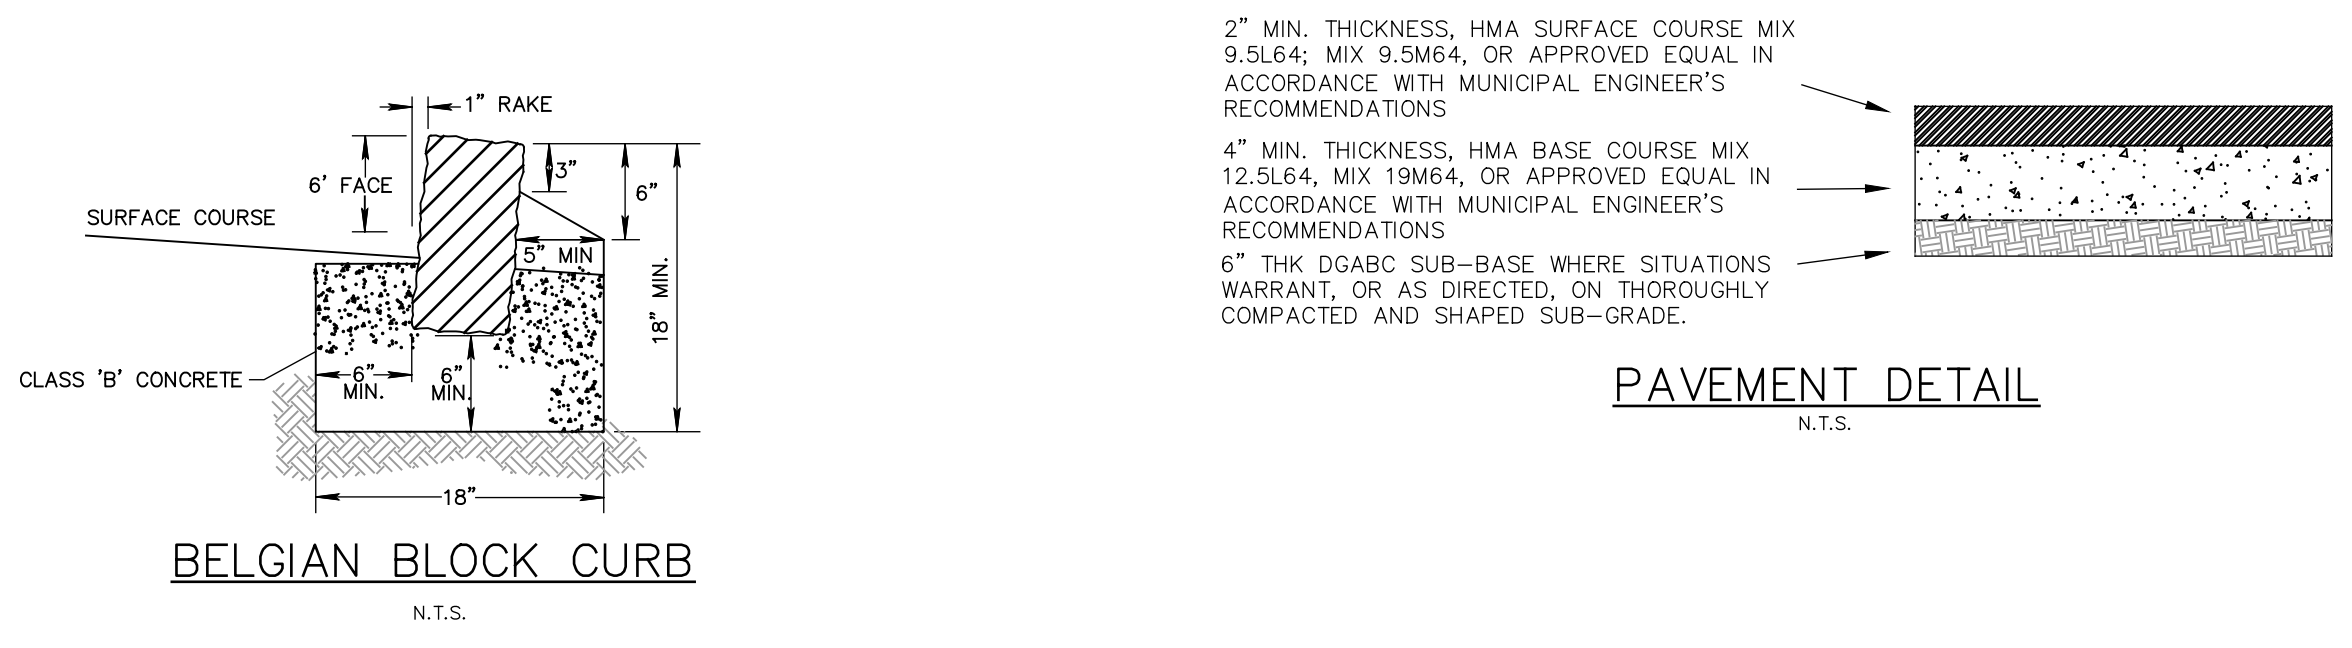 1” RAKE
6' FACE
3”
6”
SURFACE COURSE
5” MIN
18” MIN.
CLASS 'B' CONCRETE
6”
MIN.
6”
MIN.
18”
BELGIAN BLOCK CURB
N.T.S.
2” MIN. THICKNESS, HMA SURFACE COURSE MIX
9.5L64; MIX 9.5M64, OR APPROVED EQUAL IN
ACCORDANCE WITH MUNICIPAL ENGINEER'S
RECOMMENDATIONS
4” MIN. THICKNESS, HMA BASE COURSE MIX
12.5L64, MIX 19M64, OR APPROVED EQUAL IN
ACCORDANCE WITH MUNICIPAL ENGINEER'S
RECOMMENDATIONS
6” THK DGABC SUB–BASE WHERE SITUATIONS
WARRANT, OR AS DIRECTED, ON THOROUGHLY
COMPACTED AND SHAPED SUB–GRADE.
PAVEMENT DETAIL
N.T.S.